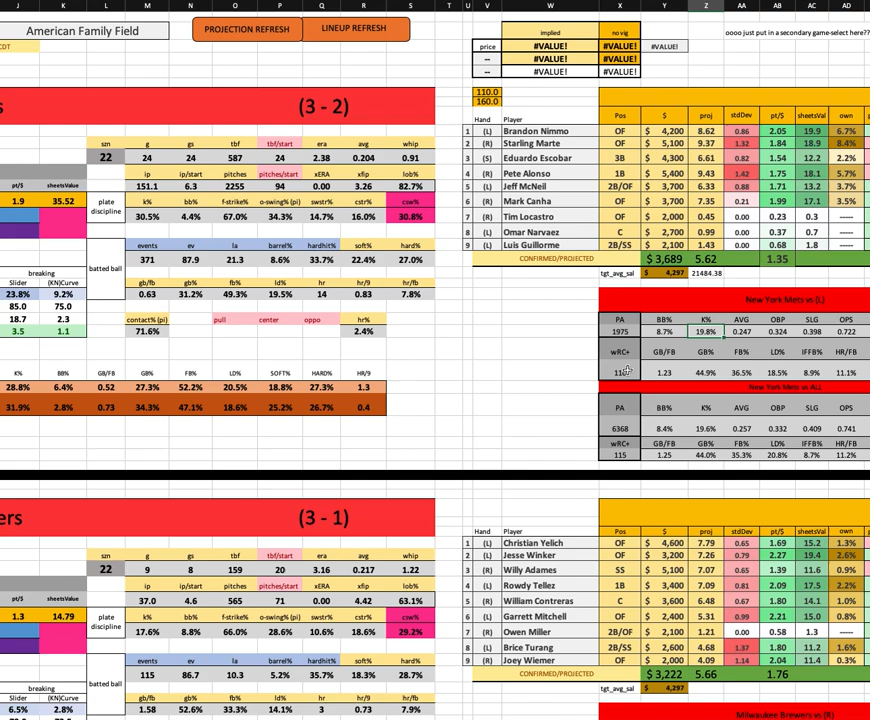 J K L M N O P Q R S T U V W X Y Z AA AB AC AD
American Family Field PROJECTION REFRESH LINEUP REFRESH
CDT
implied no vig oooo just put in a secondary game-select here??
price #VALUE! #VALUE! #VALUE!
-- #VALUE! #VALUE!
-- #VALUE! #VALUE!
110.0
160.0
s (3 - 2)
Hand Player Pos $ proj stdDev pt/$ sheetsVal own
1 (L) Brandon Nimmo OF $ 4,200 8.62 0.86 2.05 19.9 6.7%
2 (R) Starling Marte OF $ 5,100 9.37 1.32 1.84 18.9 8.4%
3 (S) Eduardo Escobar 3B $ 4,300 6.61 0.82 1.54 12.2 2.2%
4 (R) Pete Alonso 1B $ 5,400 9.43 1.42 1.75 18.1 5.7%
5 (L) Jeff McNeil 2B/OF $ 3,700 6.33 0.88 1.71 13.2 3.7%
6 (R) Mark Canha OF $ 3,700 7.35 0.21 1.99 17.1 3.5%
7 (R) Tim Locastro OF $ 2,000 0.45 0.00 0.23 0.3 -----
8 (L) Omar Narvaez C $ 2,700 0.99 0.00 0.37 0.7 -----
9 (L) Luis Guillorme 2B/SS $ 2,100 1.43 0.00 0.68 1.8 -----
CONFIRMED/PROJECTED $ 3,689 5.62 1.35
tgt_avg_sal $ 4,297 21484.38
szn g gs tbf tbf/start era avg whip
22 24 24 587 24 2.38 0.204 0.91
ip ip/start pitches pitches/start xERA xfip lob%
pt/$ sheetsValue 151.1 6.3 2255 94 0.00 3.26 82.7%
1.9 35.52 plate discipline k% bb% f-strike% o-swing% (pi) swstr% cstr% csw%
30.5% 4.4% 67.0% 34.3% 14.7% 16.0% 30.8%
batted ball events ev la barrel% hardhit% soft% hard%
371 87.9 21.3 8.6% 33.7% 22.4% 27.0%
breaking
Slider (KN)Curve gb/fb gb% fb% ld% hr hr/9 hr/fb
23.8% 9.2% 0.63 31.2% 49.3% 19.5% 14 0.83 7.8%
85.0 75.0
18.7 2.3 contact% (pi) pull center oppo hr%
3.5 1.1 71.6% 2.4%
K% BB% GB/FB GB% FB% LD% SOFT% HARD% HR/9
28.8% 6.4% 0.52 27.3% 52.2% 20.5% 18.8% 27.3% 1.3
31.9% 2.8% 0.73 34.3% 47.1% 18.6% 25.2% 26.7% 0.4
New York Mets vs (L)
PA BB% K% AVG OBP SLG OPS
1975 8.7% 19.8% 0.247 0.324 0.398 0.722
wRC+ GB/FB GB% FB% LD% IFFB% HR/FB
1.23 44.9% 36.5% 18.5% 8.9% 11.1%
New York Mets vs ALL
PA BB% K% AVG OBP SLG OPS
6368 8.4% 19.6% 0.257 0.332 0.409 0.741
wRC+ GB/FB GB% FB% LD% IFFB% HR/FB
115 1.25 44.0% 35.3% 20.8% 8.7% 11.2%
ers (3 - 1)
Hand Player Pos $ proj stdDev pt/$ sheetsVal own
1 (L) Christian Yelich OF $ 4,600 7.79 0.65 1.69 15.2 1.3%
2 (L) Jesse Winker OF $ 3,200 7.26 0.79 2.27 19.4 2.6%
3 (R) Willy Adames SS $ 5,100 7.07 0.65 1.39 11.6 0.9%
4 (L) Rowdy Tellez 1B $ 3,400 7.09 0.81 2.09 17.5 2.2%
5 (R) William Contreras C $ 3,600 6.48 0.67 1.80 14.1 1.0%
6 (L) Garrett Mitchell OF $ 2,400 5.31 0.99 2.21 15.0 0.8%
7 (R) Owen Miller 2B/OF $ 2,100 1.21 0.00 0.58 1.3 -----
8 (L) Brice Turang 2B/SS $ 2,600 4.68 1.37 1.80 11.2 1.6%
9 (R) Joey Wiemer OF $ 2,000 4.09 1.14 2.04 11.4 0.3%
CONFIRMED/PROJECTED $ 3,222 5.66 1.76
tgt_avg_sal $ 4,297
szn g gs tbf tbf/start era avg whip
22 9 8 159 20 3.16 0.217 1.22
ip ip/start pitches pitches/start xERA xfip lob%
pt/$ sheetsValue 37.0 4.6 565 71 0.00 4.42 63.1%
1.3 14.79 plate discipline k% bb% f-strike% o-swing% (pi) swstr% cstr% csw%
17.6% 8.8% 66.0% 28.6% 10.6% 18.6% 29.2%
batted ball events ev la barrel% hardhit% soft% hard%
115 86.7 10.3 5.2% 35.7% 18.3% 28.7%
breaking
Slider (KN)Curve gb/fb gb% fb% ld% hr hr/9 hr/fb
6.5% 2.8% 1.58 52.6% 33.3% 14.1% 3 0.73 7.9%
Milwaukee Brewers vs (R)